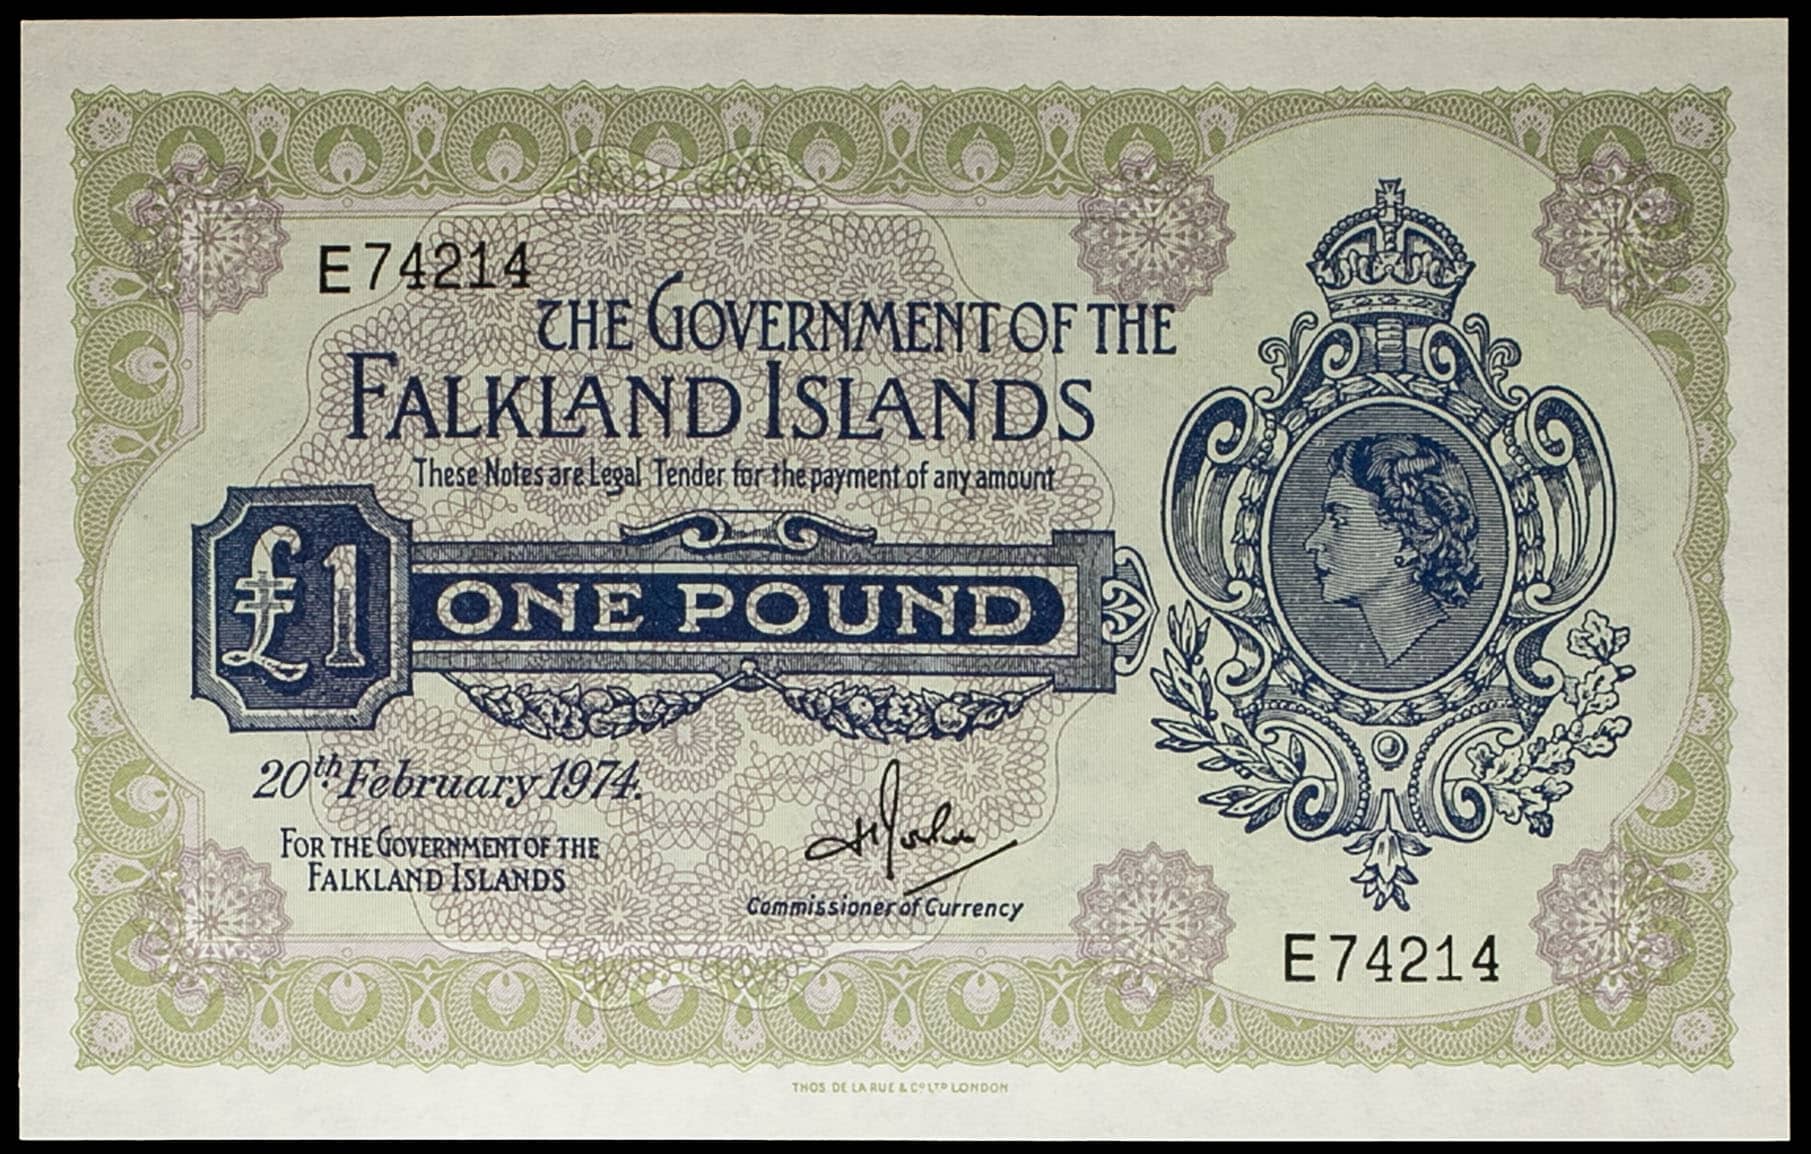 E74214
THE GOVERNMENT OF THE
FALKLAND ISLANDS
These Notes are Legal Tender for the payment of any amount
£1 ONE POUND
20th February 1974.
FOR THE GOVERNMENT OF THE
FALKLAND ISLANDS
Commissioner of Currency
E74214
THOS DE LA RUE & CO LTD LONDON